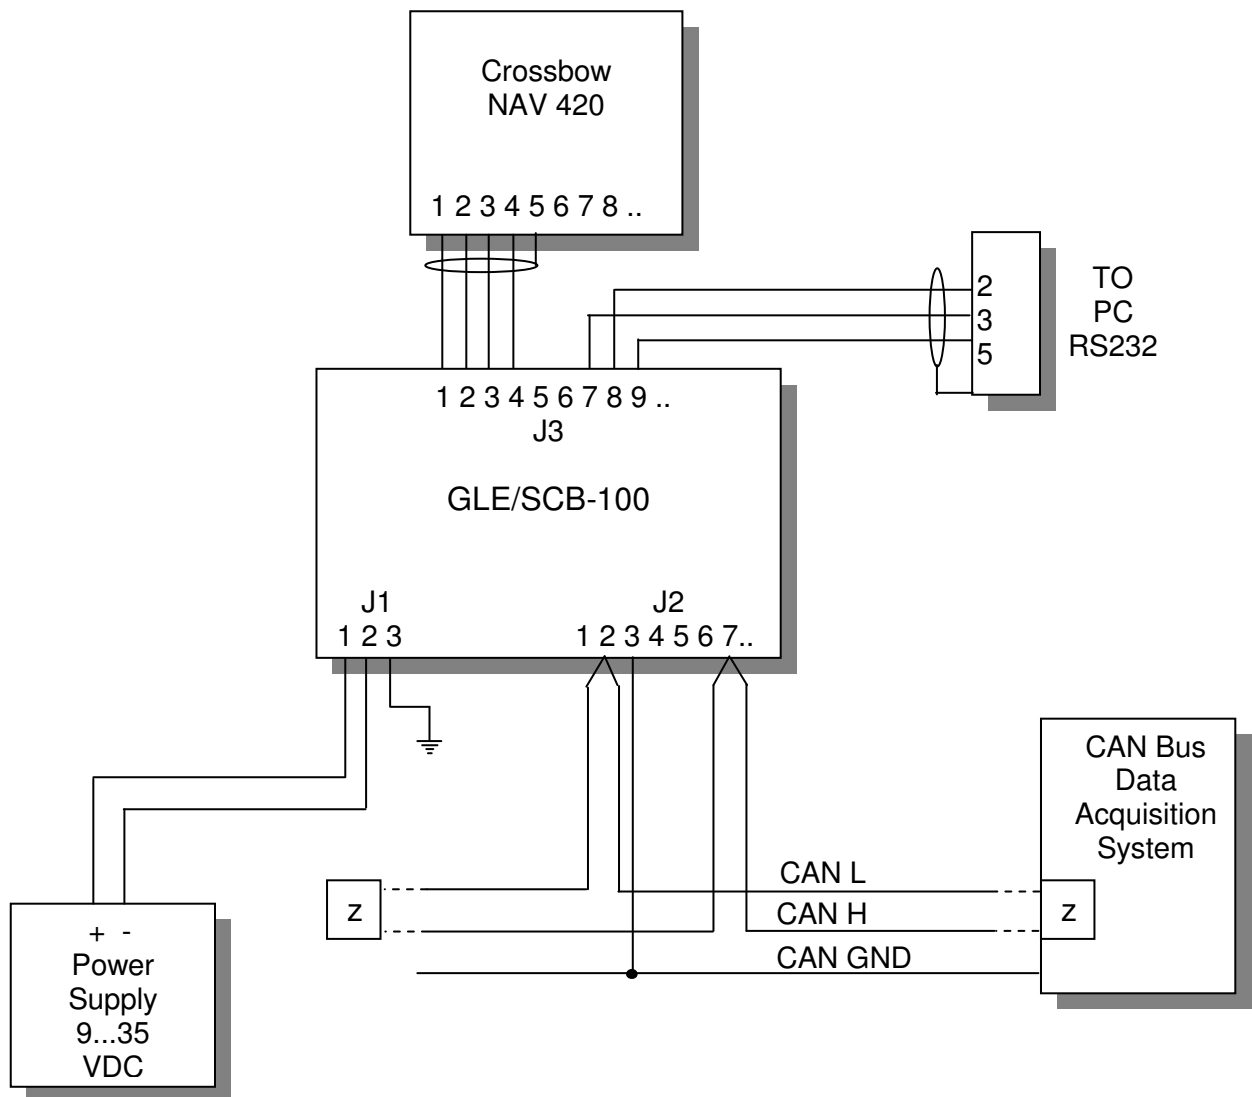 Crossbow
NAV 420
1 2 3 4 5 6 7 8 ..
2
3
5
TO
PC
RS232
1 2 3 4 5 6 7 8 9 ..
J3
GLE/SCB-100
J1
1 2 3
J2
1 2 3 4 5 6 7..
CAN Bus
Data
Acquisition
System
z
CAN L
CAN H
CAN GND
z
+ -
Power
Supply
9...35
VDC